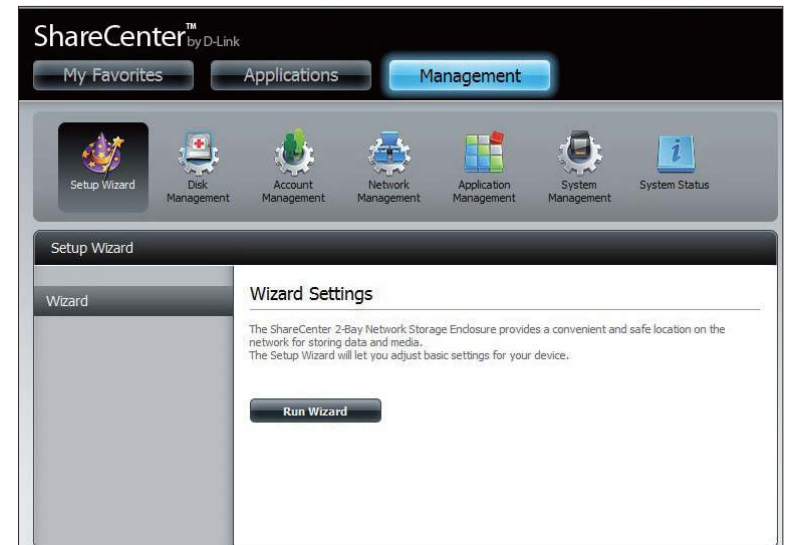 ShareCenter™ by D-Link
My Favorites Applications Management
Setup Wizard Disk Management Account Management Network Management Application Management System Management System Status
Setup Wizard
Wizard
Wizard Settings
The ShareCenter 2-Bay Network Storage Enclosure provides a convenient and safe location on the
network for storing data and media.
The Setup Wizard will let you adjust basic settings for your device.
Run Wizard